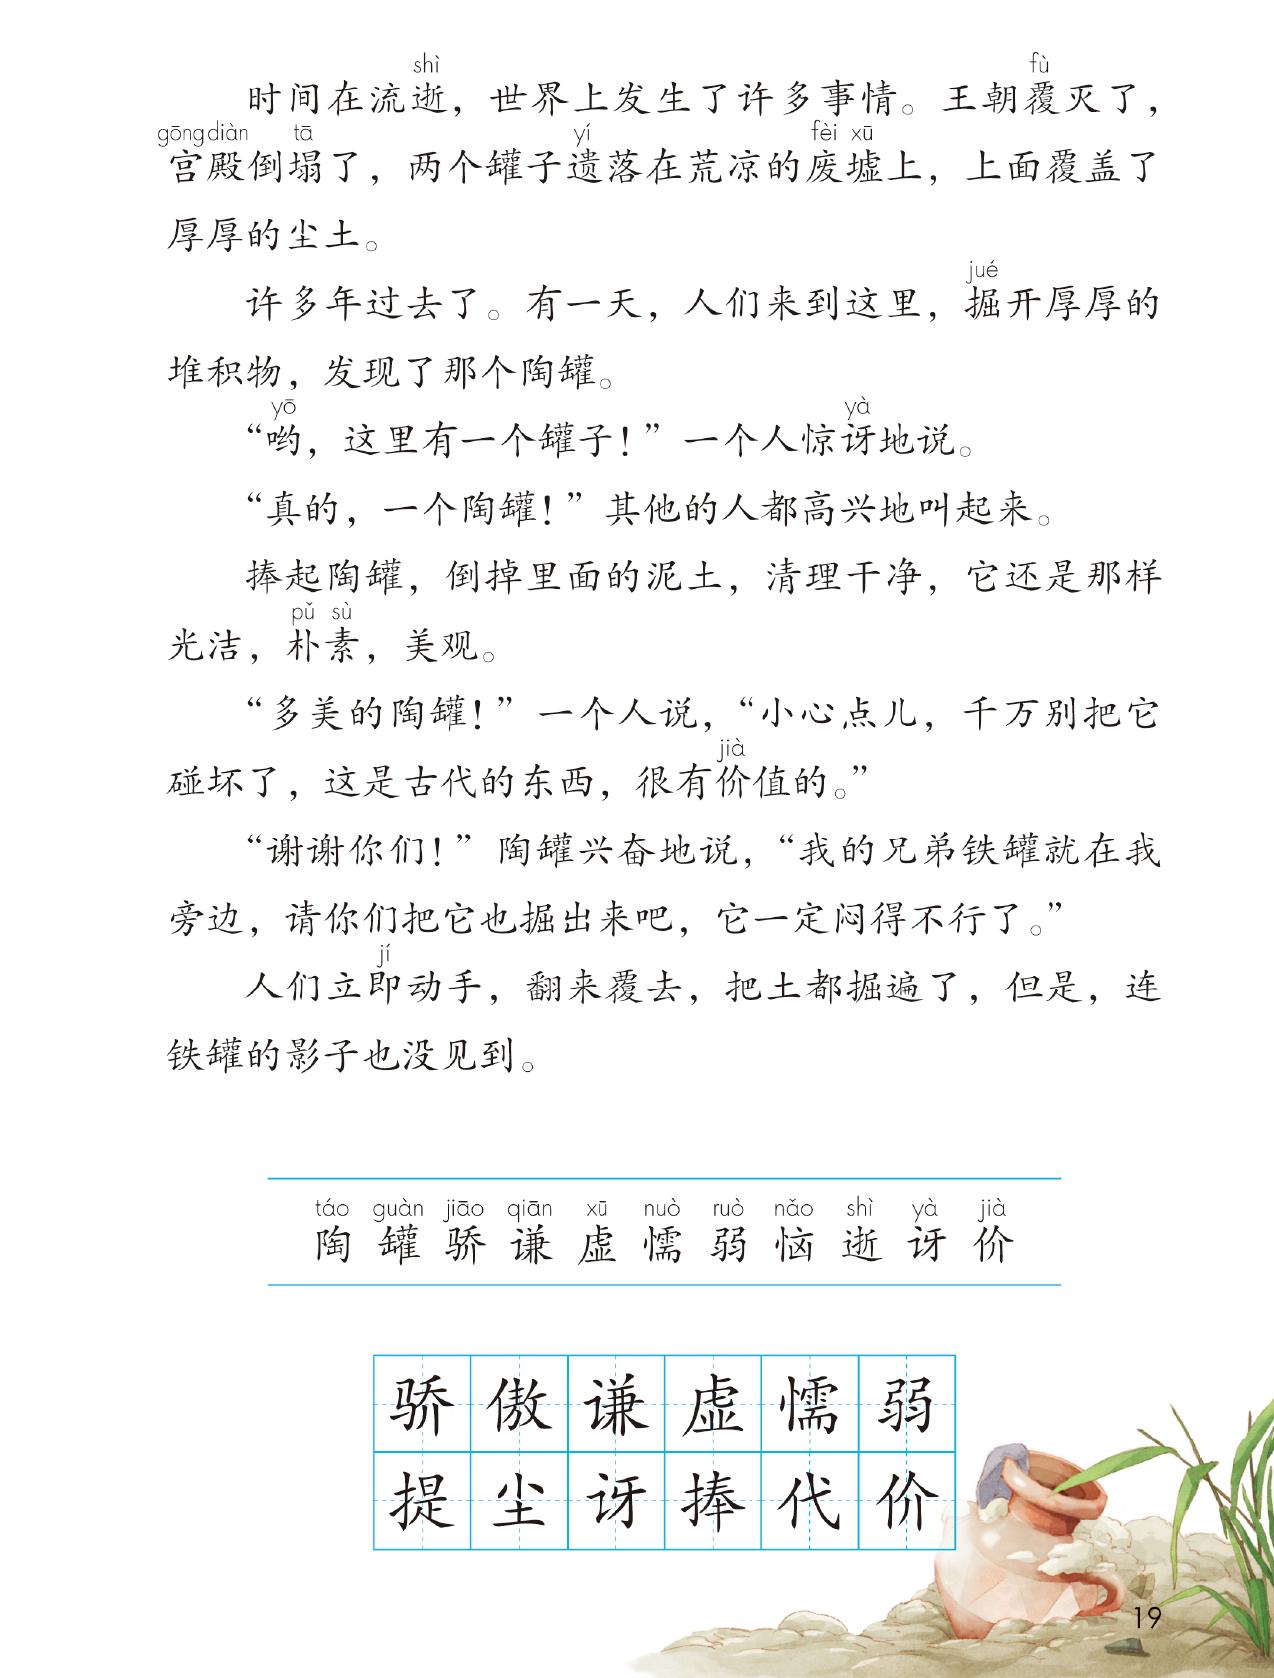 shì fù
时间在流逝，世界上发生了许多事情。王朝覆灭了，
gōng diàn tā yí fèi xū
宫殿倒塌了，两个罐子遗落在荒凉的废墟上，上面覆盖了
厚厚的尘土。
jué
许多年过去了。有一天，人们来到这里，掘开厚厚的
堆积物，发现了那个陶罐。
yō yà
“哟，这里有一个罐子！”一个人惊讶地说。
“真的，一个陶罐！”其他的人都高兴地叫起来。
捧起陶罐，倒掉里面的泥土，清理干净，它还是那样
pǔ sù
光洁，朴素，美观。
“多美的陶罐！”一个人说，“小心点儿，千万别把它
jià
碰坏了，这是古代的东西，很有价值的。”
“谢谢你们！”陶罐兴奋地说，“我的兄弟铁罐就在我
旁边，请你们把它也掘出来吧，它一定闷得不行了。”
jí
人们立即动手，翻来覆去，把土都掘遍了，但是，连
铁罐的影子也没见到。
táo guàn jiāo qiān xū nuò ruò nǎo shì yà jià
陶 罐 骄 谦 虚 懦 弱 恼 逝 讶 价
骄 傲 谦 虚 懦 弱
提 尘 讶 捧 代 价
19